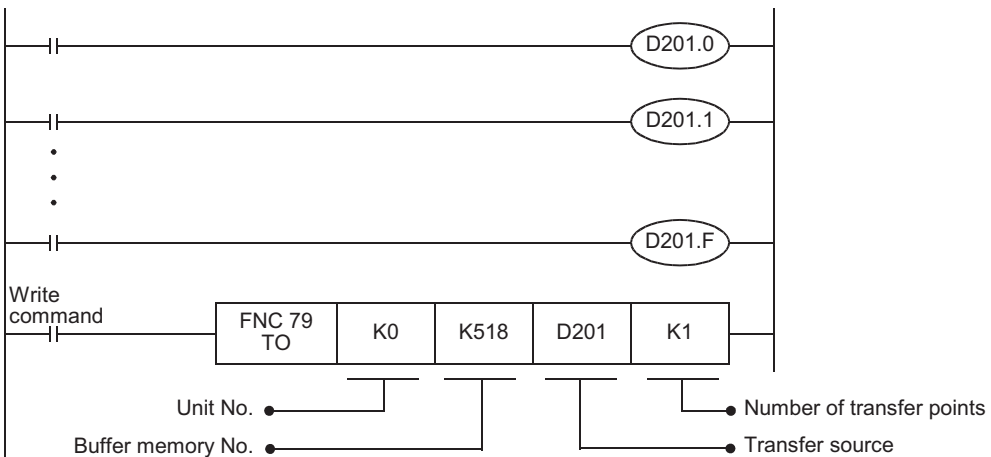 D201.0
D201.1
D201.F
Write
command
FNC 79
TO
K0
K518
D201
K1
Unit No.
Number of transfer points
Buffer memory No.
Transfer source